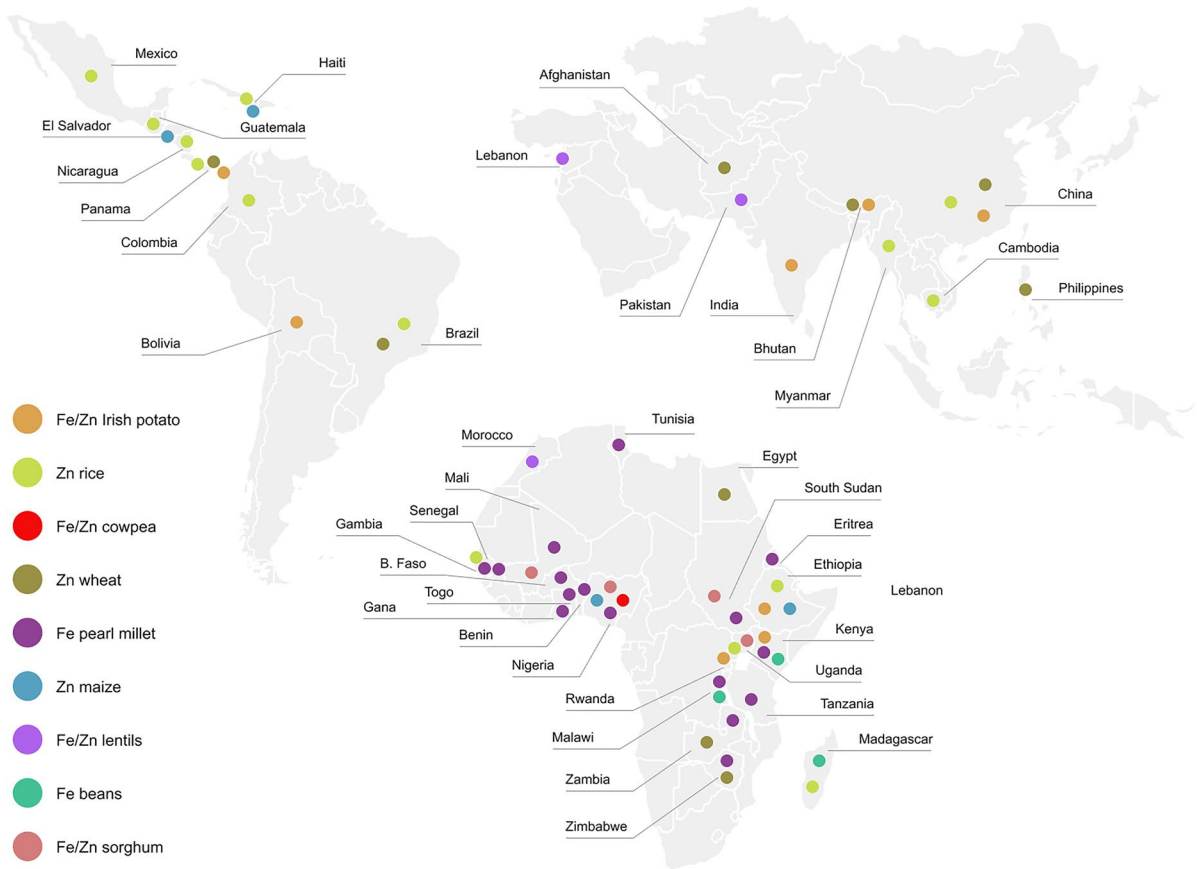 Mexico
Haiti
El Salvador
Guatemala
Nicaragua
Panama
Colombia
Bolivia
Brazil
Afghanistan
Lebanon
China
Cambodia
Pakistan
India
Philippines
Bhutan
Myanmar
Fe/Zn Irish potato
Zn rice
Fe/Zn cowpea
Zn wheat
Fe pearl millet
Zn maize
Fe/Zn lentils
Fe beans
Fe/Zn sorghum
Tunisia
Morocco
Egypt
Mali
South Sudan
Senegal
Gambia
Eritrea
B. Faso
Ethiopia
Togo
Lebanon
Gana
Benin
Kenya
Nigeria
Uganda
Rwanda
Tanzania
Malawi
Madagascar
Zambia
Zimbabwe